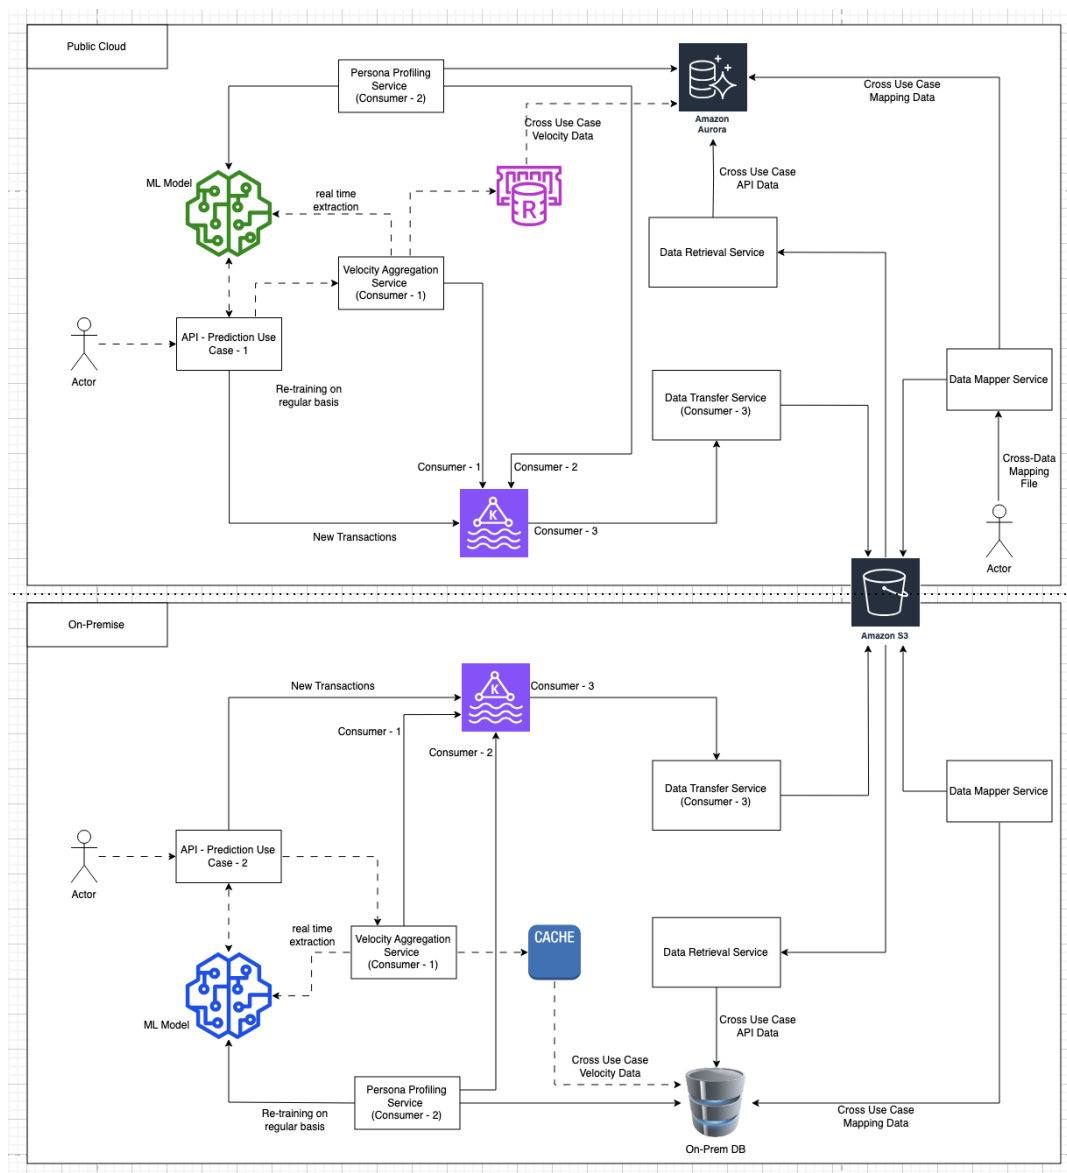 Public Cloud
Persona Profiling
Service
(Consumer - 2)
Amazon
Aurora
Cross Use Case
Mapping Data
Cross Use Case
Velocity Data
ML Model
real time
extraction
R
Cross Use Case
API Data
Data Retrieval Service
Velocity Aggregation
Service
(Consumer - 1)
API - Prediction Use
Case - 1
Actor
Re-training on
regular basis
Data Transfer Service
(Consumer - 3)
Data Mapper Service
Consumer - 1
Consumer - 2
Cross-Data
Mapping
File
K
New Transactions
Consumer - 3
Actor
Amazon S3
On-Premise
New Transactions
K
Consumer - 3
Consumer - 1
Consumer - 2
Data Transfer Service
(Consumer - 3)
Data Mapper Service
API - Prediction Use
Case - 2
Actor
real time
extraction
Velocity Aggregation
Service
(Consumer - 1)
CACHE
Data Retrieval Service
ML Model
Cross Use Case
API Data
Cross Use Case
Velocity Data
Persona Profiling
Service
(Consumer - 2)
Re-training on
regular basis
Cross Use Case
Mapping Data
On-Prem DB